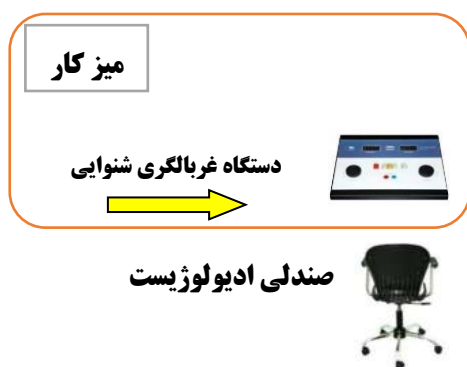 میز کار
دستگاه غربالگری شنوایی
صندلی ادیولوژیست